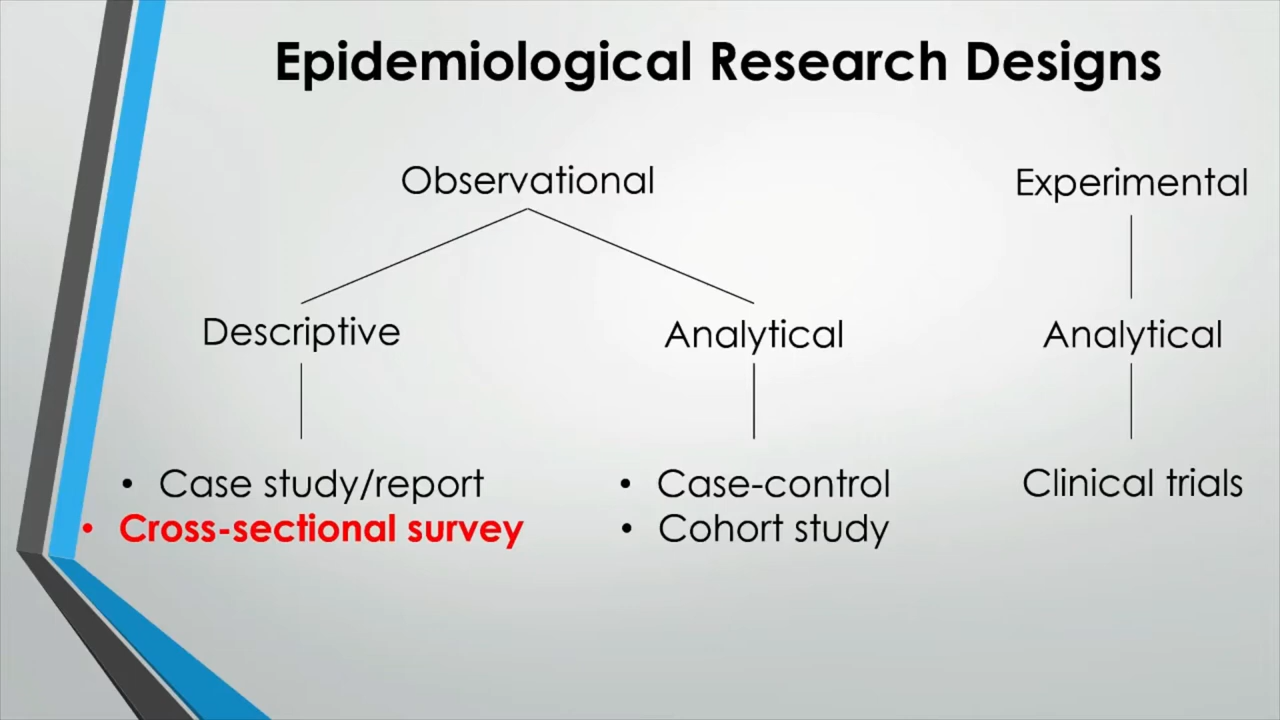 Epidemiological Research Designs
Observational
Experimental
Descriptive
Analytical
Analytical
• Case study/report
• Cross-sectional survey
• Case-control
• Cohort study
Clinical trials